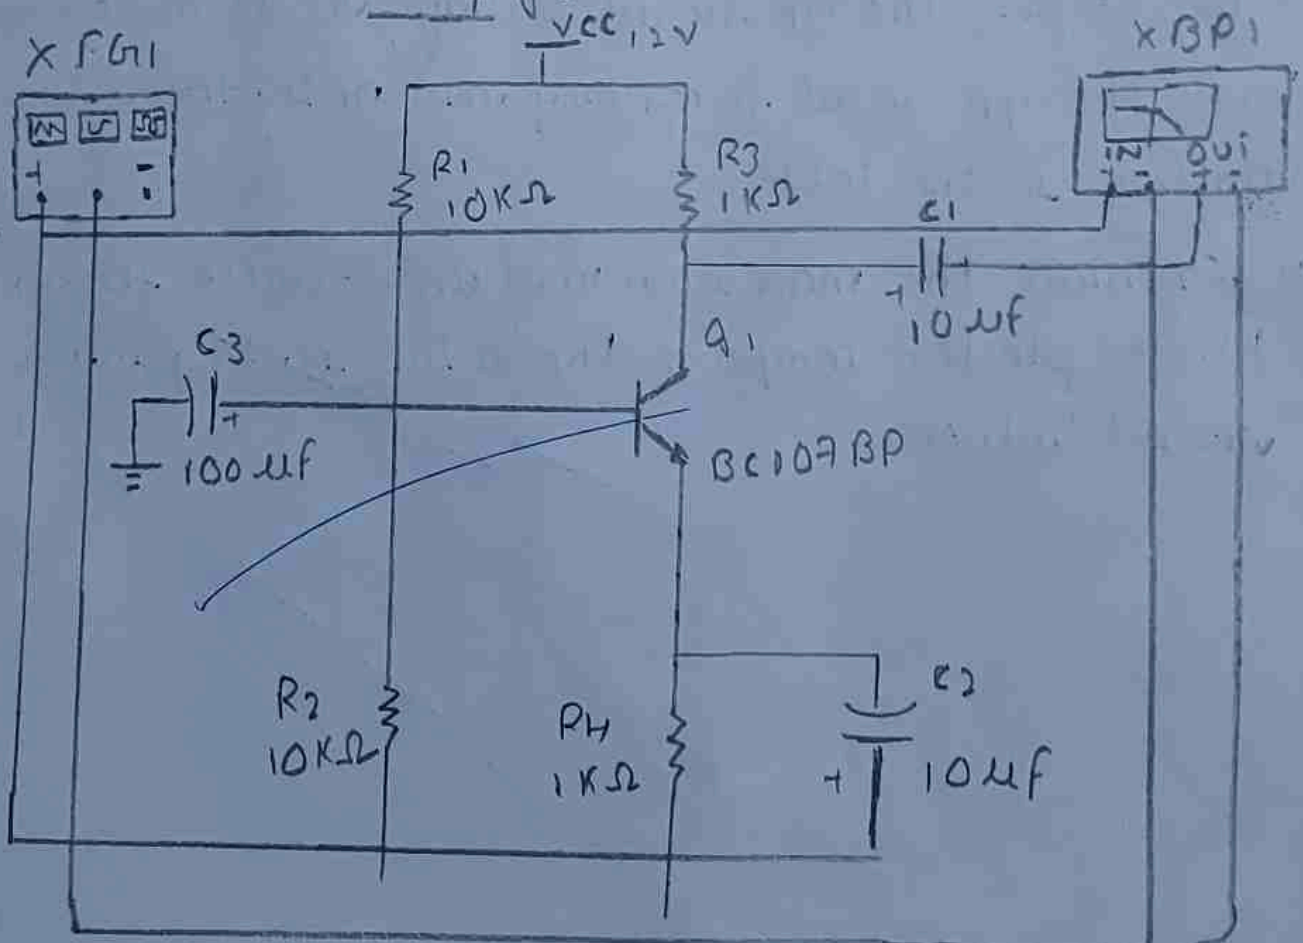 VCC 12V
XFG1
XBP1
R1
10KΩ
R3
1KΩ
IN OUT
+ - + -
C1
+
10uf
C3
+
100uf
Q1
BC107BP
R2
10KΩ
R4
1KΩ
C2
+
10uf